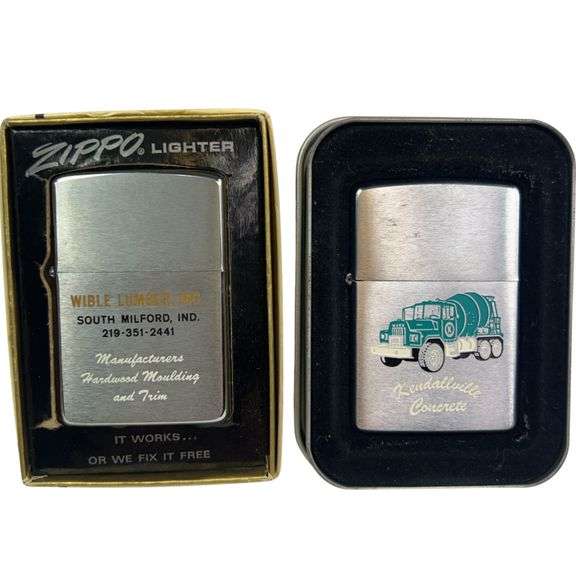 ZIPPO® LIGHTER
WIBLE LUMBER, INC.
SOUTH MILFORD, IND.
219-351-2441
Manufacturers
Hardwood Moulding
and Trim
IT WORKS...
OR WE FIX IT FREE
MACK
K
Kendallville
Concrete